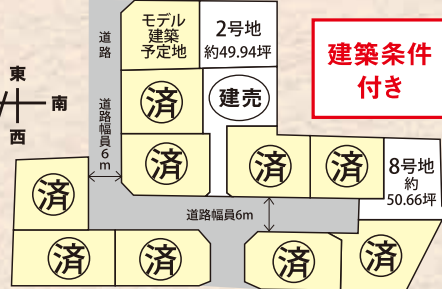 道路
モデル
建築
予定地
2号地
約49.94坪
建築条件
付き
東
南
西
道路幅員6m
済
建売
済
済
済
8号地
約
50.66坪
道路幅員6m
済
済
済
済
済